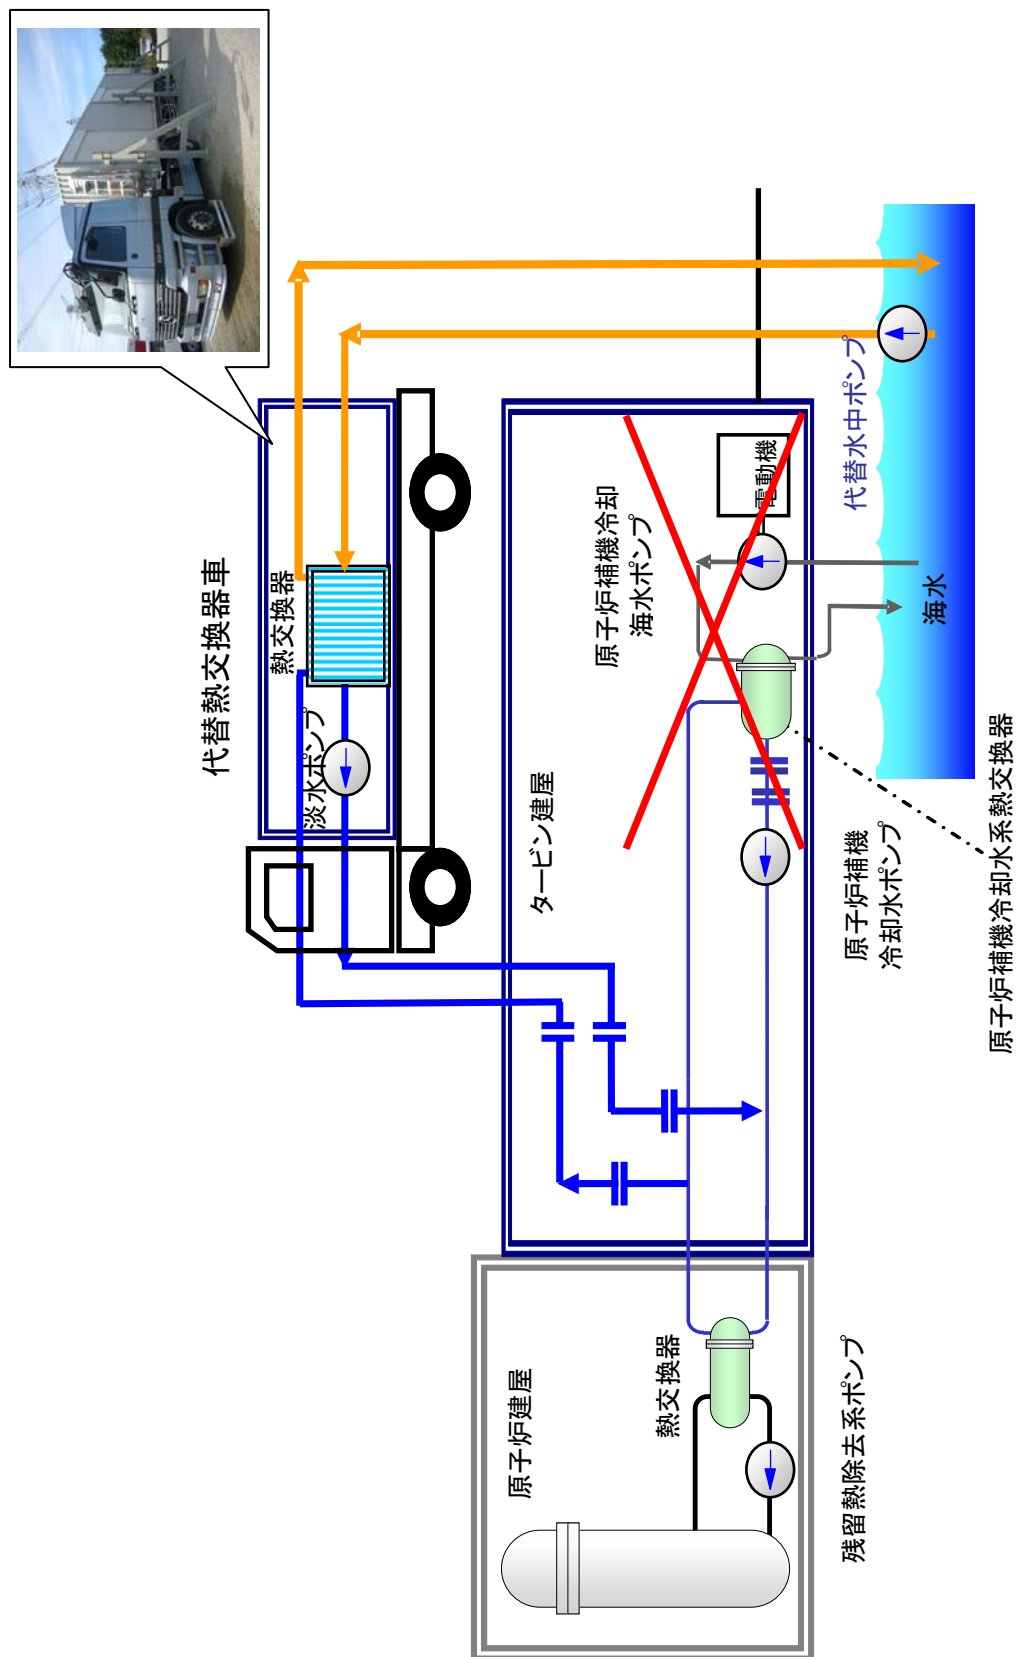 代替熱交換器車
熱交換器
淡水ポンプ
タービン建屋
原子炉補機冷却
海水ポンプ
電動機
代替水中ポンプ
海水
原子炉補機
冷却水ポンプ
原子炉補機冷却水系熱交換器
原子炉建屋
熱交換器
残留熱除去系ポンプ